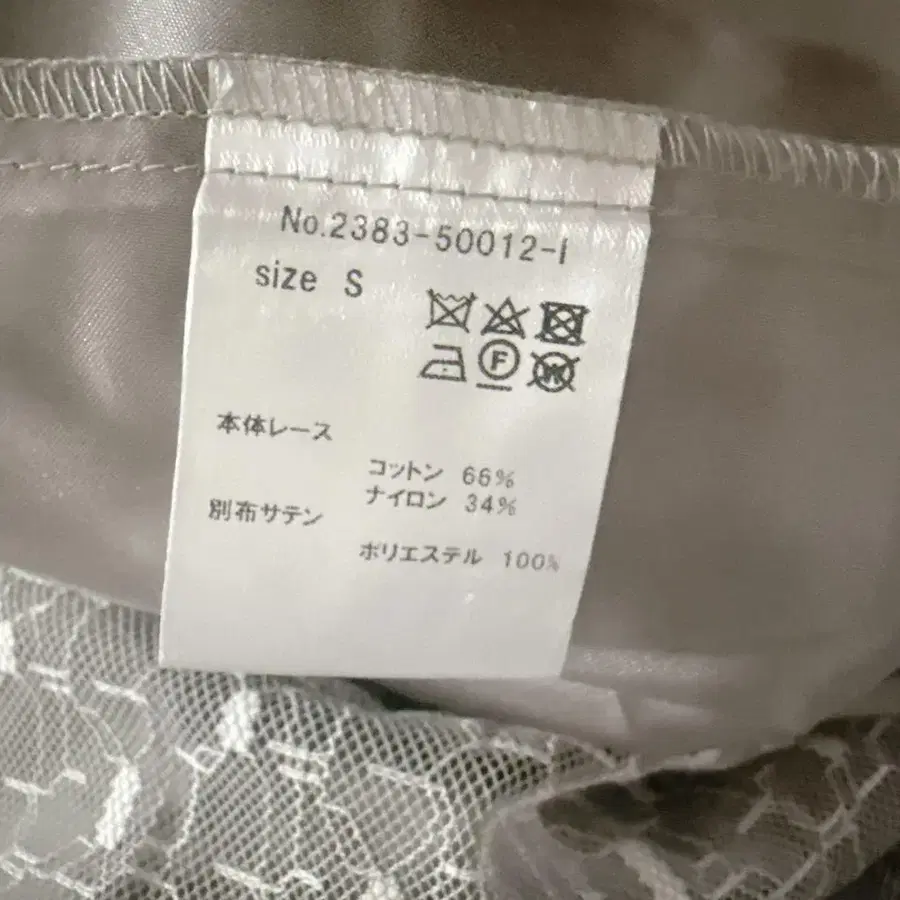 No.2383-50012-1
size S
F
W
本体レース
コットン 66%
ナイロン 34%
別布サテン
ポリエステル 100%